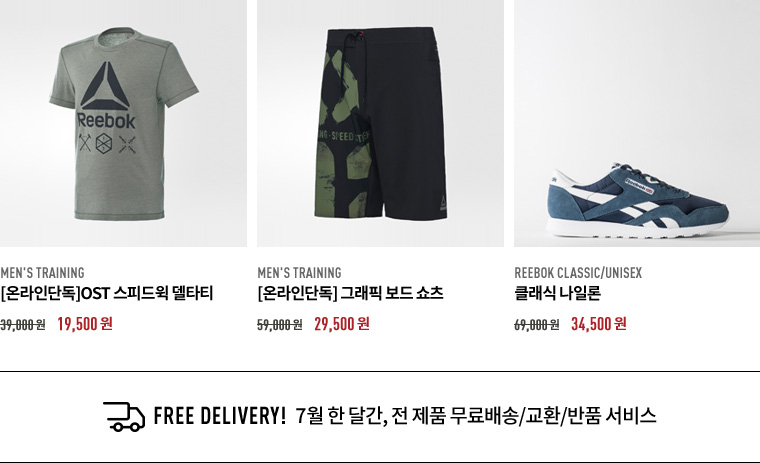 Reebok
NG · SPEED
MEN'S TRAINING
[온라인단독]OST 스피드윅 델타티
39,000 원 19,500 원
MEN'S TRAINING
[온라인단독] 그래픽 보드 쇼츠
59,000 원 29,500 원
REEBOK CLASSIC/UNISEX
클래식 나일론
69,000 원 34,500 원
FREE DELIVERY! 7월 한 달간, 전 제품 무료배송/교환/반품 서비스